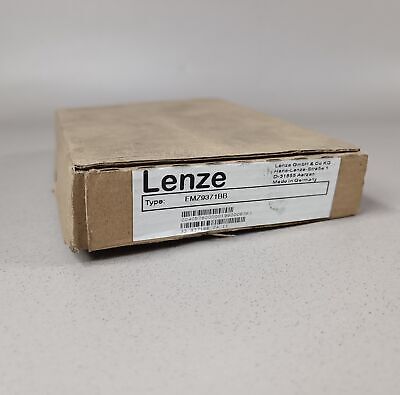 Lenze
Lenze GmbH & Co KG
Hans-Lenze-Straße 1
D-31855 Aerzen
Made in Germany
Type:
EMZ9371BB